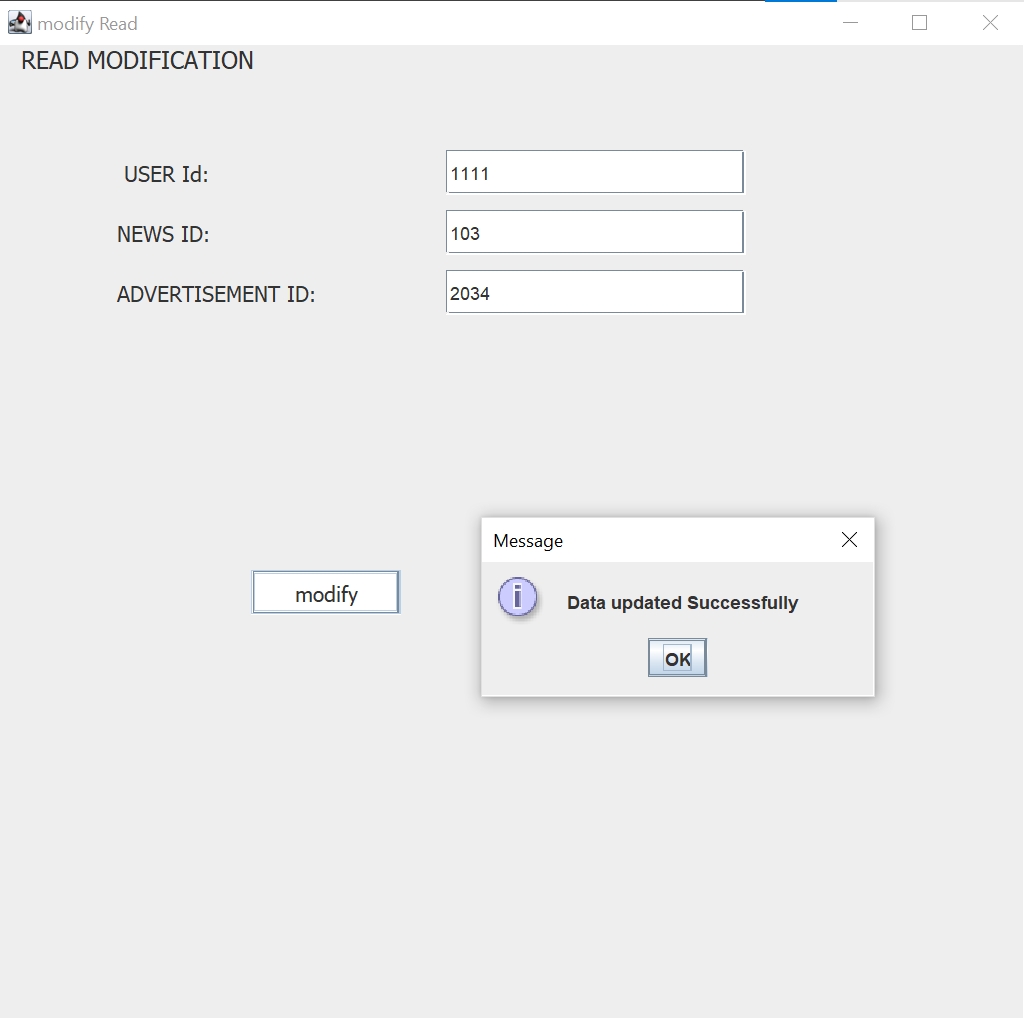 modify Read
READ MODIFICATION
USER Id: 1111
NEWS ID: 103
ADVERTISEMENT ID: 2034
Message
modify
i
Data updated Successfully
OK